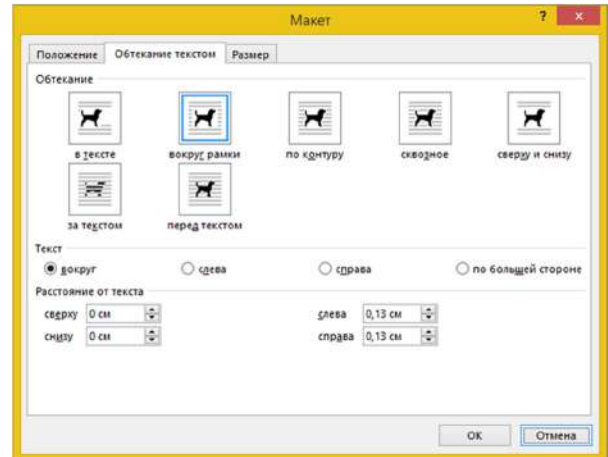 Макет ? ×
Положение Обтекание текстом Размер
Обтекание
в тексте вокруг рамки по контуру сквозное сверху и снизу
за текстом перед текстом
Текст
вокруг слева справа по большей стороне
Расстояние от текста
сверху 0 см слева 0,13 см
снизу 0 см справа 0,13 см
ОК Отмена